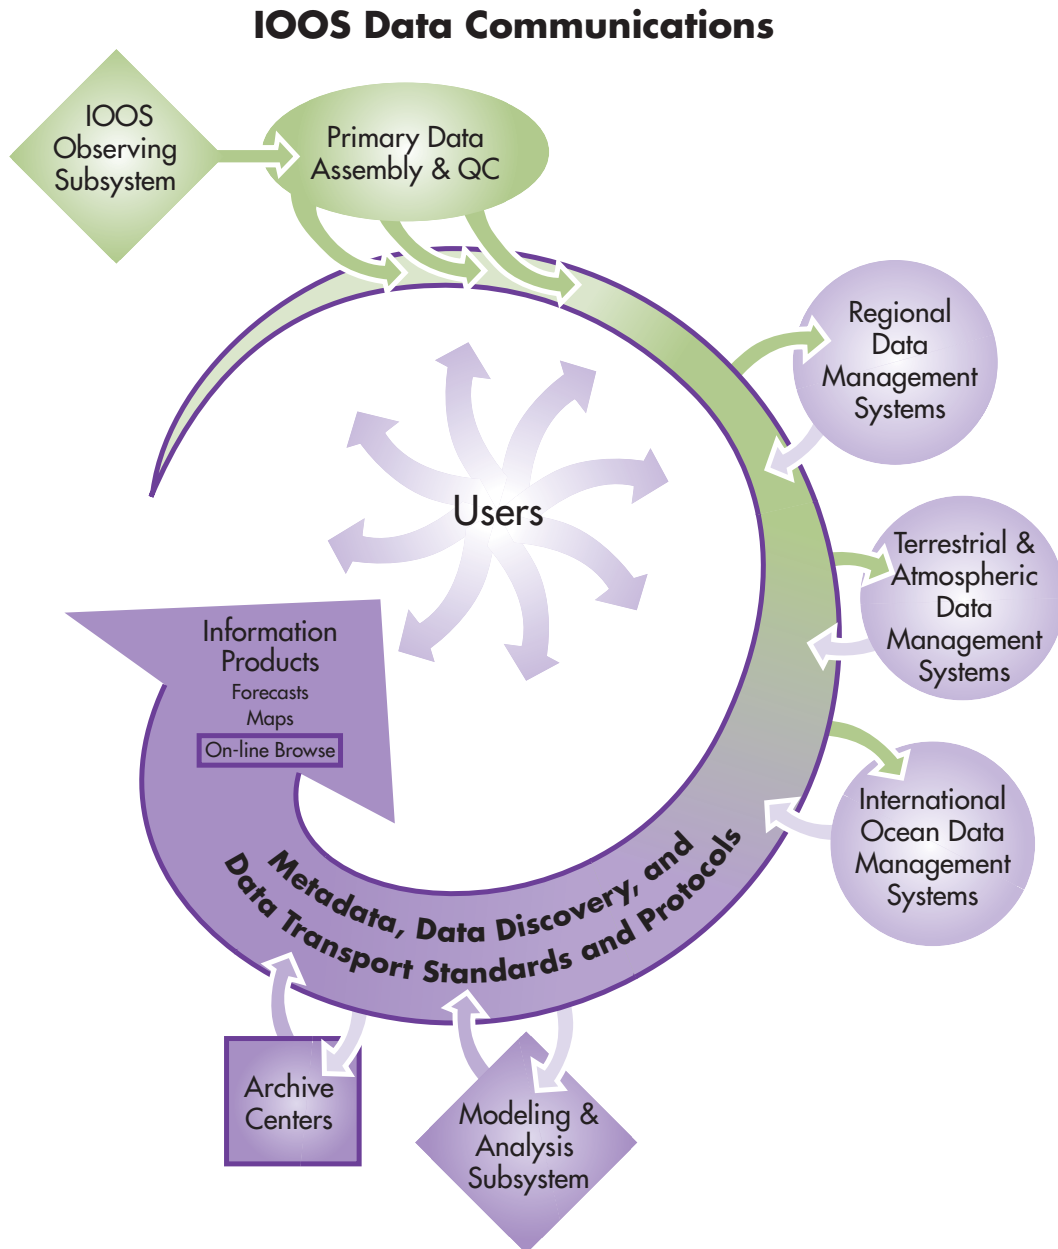 IOOS Data Communications
IOOS
Observing
Subsystem
Primary Data
Assembly & QC
Regional
Data
Management
Systems
Terrestrial &
Atmospheric
Data
Management
Systems
International
Ocean Data
Management
Systems
Users
Information
Products
Forecasts
Maps
On-line Browse
Metadata, Data Discovery, and
Data Transport Standards and Protocols
Archive
Centers
Modeling &
Analysis
Subsystem